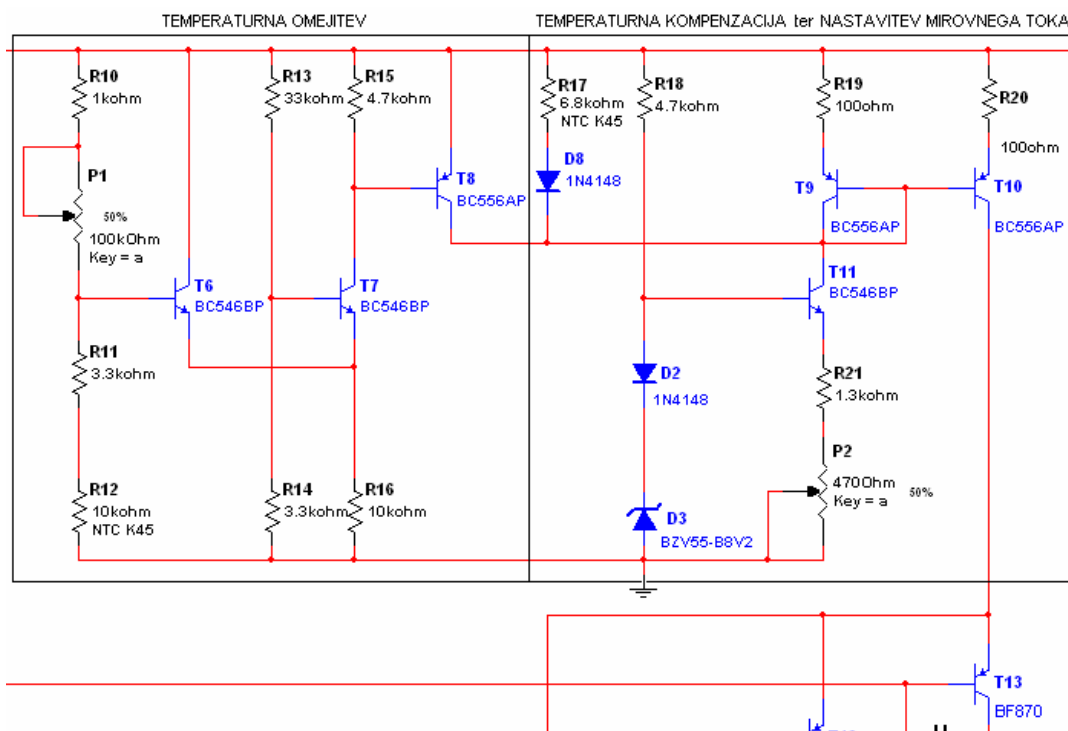 TEMPERATURNA OMEJITEV
TEMPERATURNA KOMPENZACIJA ter NASTAVITEV MIROVNEGA TOKA
R10
1kohm
R13
33kohm
R15
4.7kohm
R17
6.8kohm
NTC K45
R18
4.7kohm
R19
100ohm
R20
100ohm
P1
50%
100kOhm
Key = a
T8
BC556AP
D8
1N4148
T9
BC556AP
T10
BC556AP
T6
BC546BP
T7
BC546BP
T11
BC546BP
R11
3.3kohm
D2
1N4148
R21
1.3kohm
P2
470Ohm
Key = a
50%
R12
10kohm
NTC K45
R14
3.3kohm
R16
10kohm
D3
BZV55-B8V2
T13
BF870